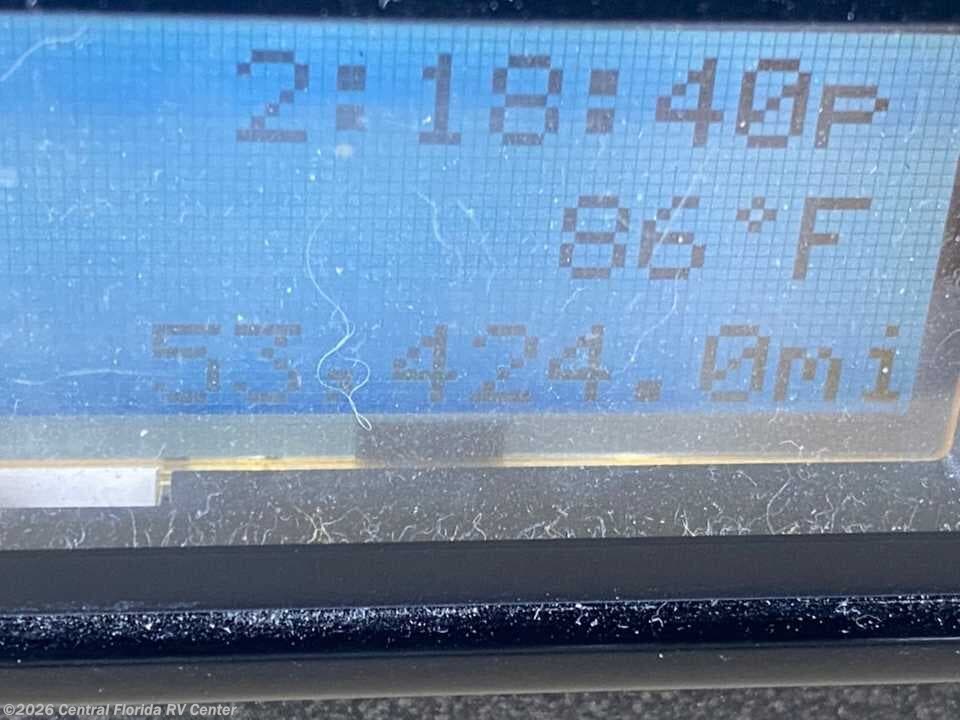 2:18:40p
86°F
53,424.0mi
©2026 Central Florida RV Center